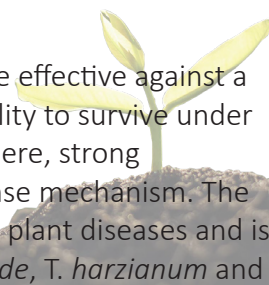 e effective against a
lity to survive under
ere, strong
se mechanism. The
plant diseases and is
de, T. harzianum and